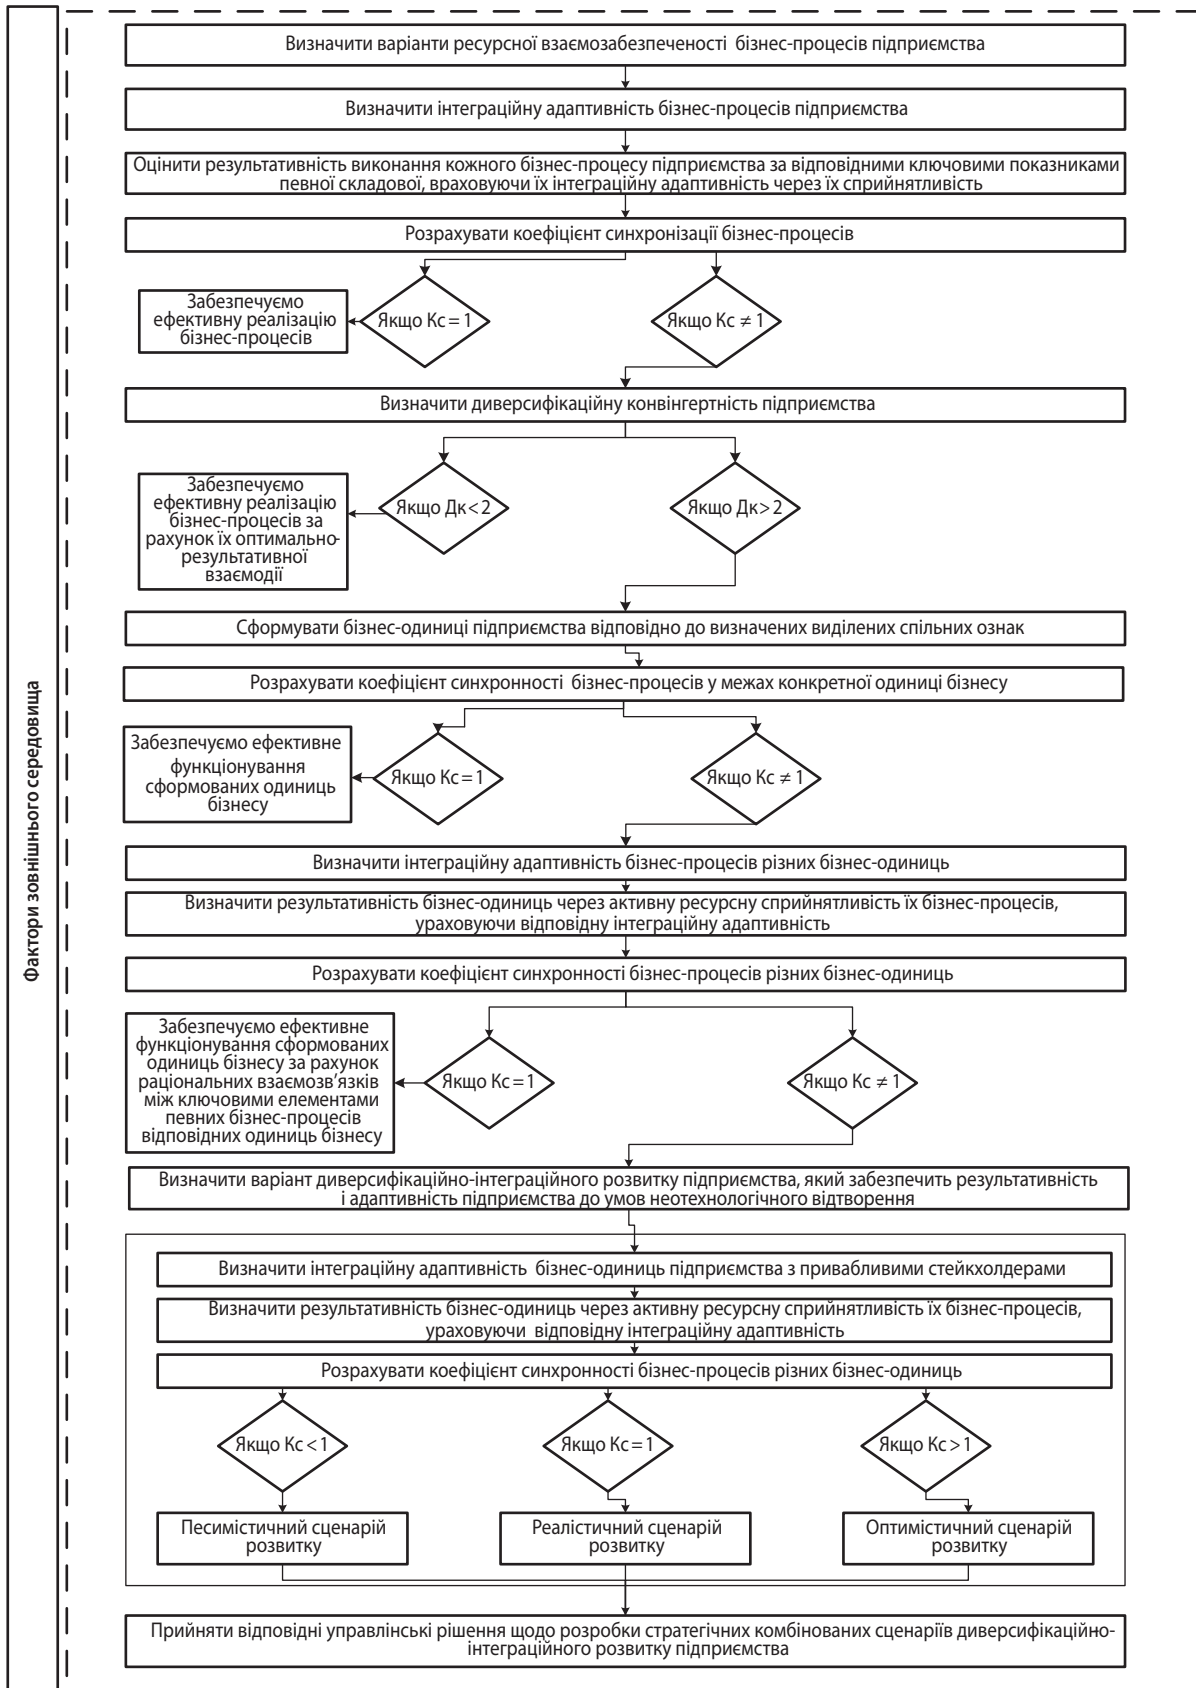 Фактори зовнішнього середовища
Визначити варіанти ресурсної взаємозабезпеченості бізнес-процесів підприємства
Визначити інтеграційну адаптивність бізнес-процесів підприємства
Оцінити результативність виконання кожного бізнес-процесу підприємства за відповідними ключовими показниками
певної складової, враховуючи їх інтеграційну адаптивність через їх сприйнятливість
Розрахувати коефіцієнт синхронізації бізнес-процесів
Забезпечуємо
ефективну реалізацію
бізнес-процесів
Якщо Кс = 1
Якщо Кс ≠ 1
Визначити диверсифікаційну конвінгертність підприємства
Забезпечуємо
ефективну реалізацію
бізнес-процесів за
рахунок їх оптимально-
результативної
взаємодії
Якщо Дк < 2
Якщо Дк > 2
Сформувати бізнес-одиниці підприємства відповідно до визначених виділених спільних ознак
Розрахувати коефіцієнт синхронності бізнес-процесів у межах конкретної одиниці бізнесу
Забезпечуємо ефективне
функціонування
сформованих одиниць
бізнесу
Якщо Кс = 1
Якщо Кс ≠ 1
Визначити інтеграційну адаптивність бізнес-процесів різних бізнес-одиниць
Визначити результативність бізнес-одиниць через активну ресурсну сприйнятливість їх бізнес-процесів,
ураховуючи відповідну інтеграційну адаптивність
Розрахувати коефіцієнт синхронності бізнес-процесів різних бізнес-одиниць
Забезпечуємо ефективне
функціонування сформованих
одиниць бізнесу за рахунок
раціональних взаємозв'язків
між ключовими елементами
певних бізнес-процесів
відповідних одиниць бізнесу
Якщо Кс = 1
Якщо Кс ≠ 1
Визначити варіант диверсифікаційно-інтеграційного розвитку підприємства, який забезпечить результативність
і адаптивність підприємства до умов неотехнологічного відтворення
Визначити інтеграційну адаптивність бізнес-одиниць підприємства з привабливими стейкхолдерами
Визначити результативність бізнес-одиниць через активну ресурсну сприйнятливість їх бізнес-процесів,
ураховуючи відповідну інтеграційну адаптивність
Розрахувати коефіцієнт синхронності бізнес-процесів різних бізнес-одиниць
Якщо Кс < 1
Якщо Кс = 1
Якщо Кс > 1
Песимістичний сценарій
розвитку
Реалістичний сценарій
розвитку
Оптимістичний сценарій
розвитку
Прийняти відповідні управлінські рішення щодо розробки стратегічних комбінованих сценаріїв диверсифікаційно-
інтеграційного розвитку підприємства